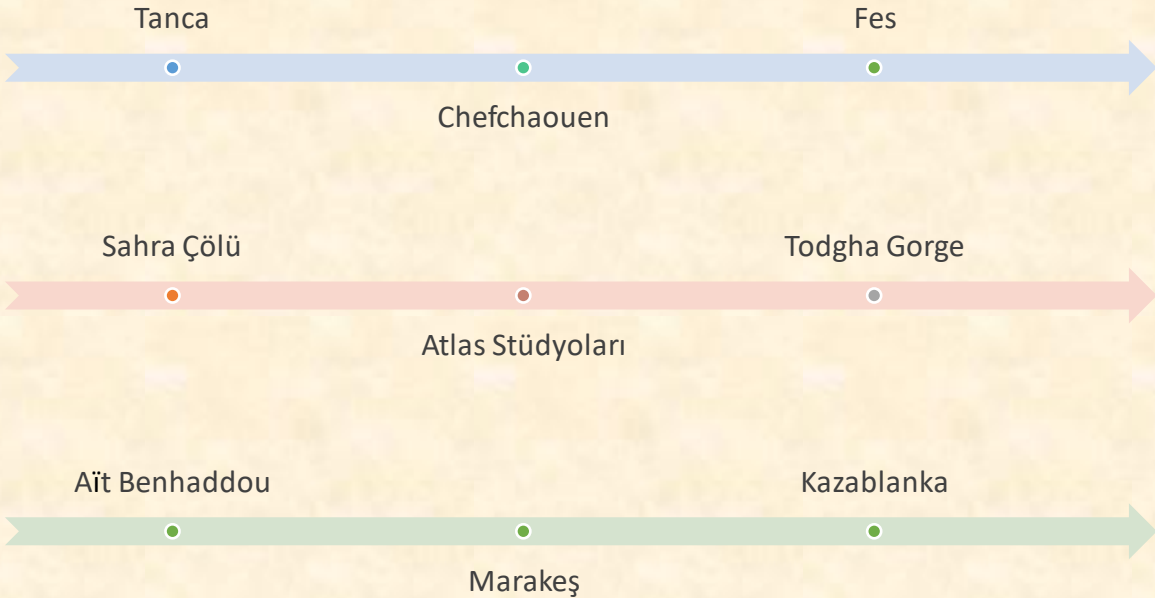 Tanca
Chefchaouen
Fes
Sahra Çölü
Atlas Stüdyoları
Todgha Gorge
Aït Benhaddou
Marakeş
Kazablanka